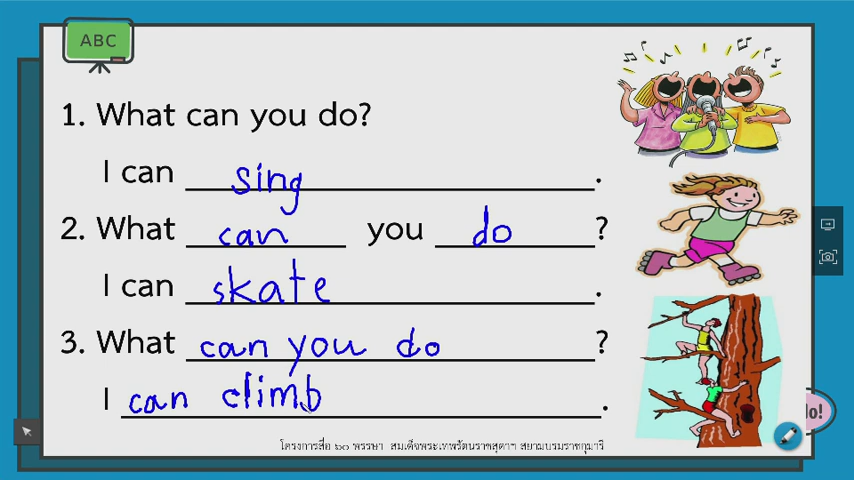 ABC
1. What can you do?
I can sing.
2. What can you do?
I can skate.
3. What can you do?
I can climb.
do!
โครงการสื่อ ๖๐ พรรษา สมเด็จพระเทพรัตนราชสุดาฯ สยามบรมราชกุมารี